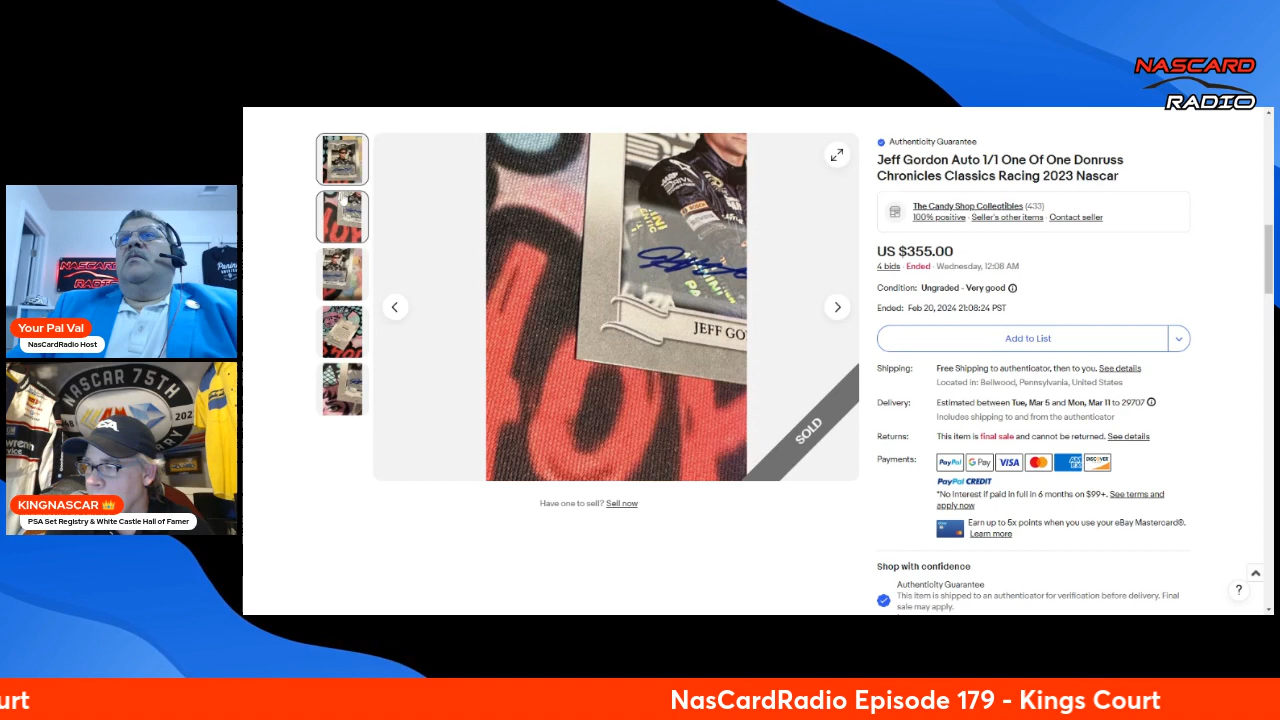 NASCARD
RADIO
Authenticity Guarantee
Jeff Gordon Auto 1/1 One Of One Donruss
Chronicles Classics Racing 2023 Nascar
The Candy Shop Collectibles (433)
100% positive · Seller's other items · Contact seller
US $355.00
4 bids · Ended · Wednesday, 12:08 AM
Condition: Ungraded - Very good
Ended: Feb 20, 2024 21:08:24 PST
Add to List
Shipping: Free Shipping to authenticator, then to you. See details
Located in: Bellwood, Pennsylvania, United States
Delivery: Estimated between Tue, Mar 5 and Mon, Mar 11 to 29707
Includes shipping to and from the authenticator
Returns: This item is final sale and cannot be returned. See details
Payments: PayPal G Pay VISA DISCOVER
PayPal CREDIT
*No Interest if paid in full in 6 months on $99+. See terms and
apply now
Earn up to 5x points when you use your eBay Mastercard®.
Learn more
Shop with confidence
Authenticity Guarantee
This item is shipped to an authenticator for verification before delivery. Final
sale may apply.
?
JEFF GO
SOLD
Have one to sell? Sell now
NASCARD
RADIO
Your Pal Val
NasCardRadio Host
NASCAR 75TH
KINGNASCAR
PSA Set Registry & White Castle Hall of Famer
urt
NasCardRadio Episode 179 - Kings Court